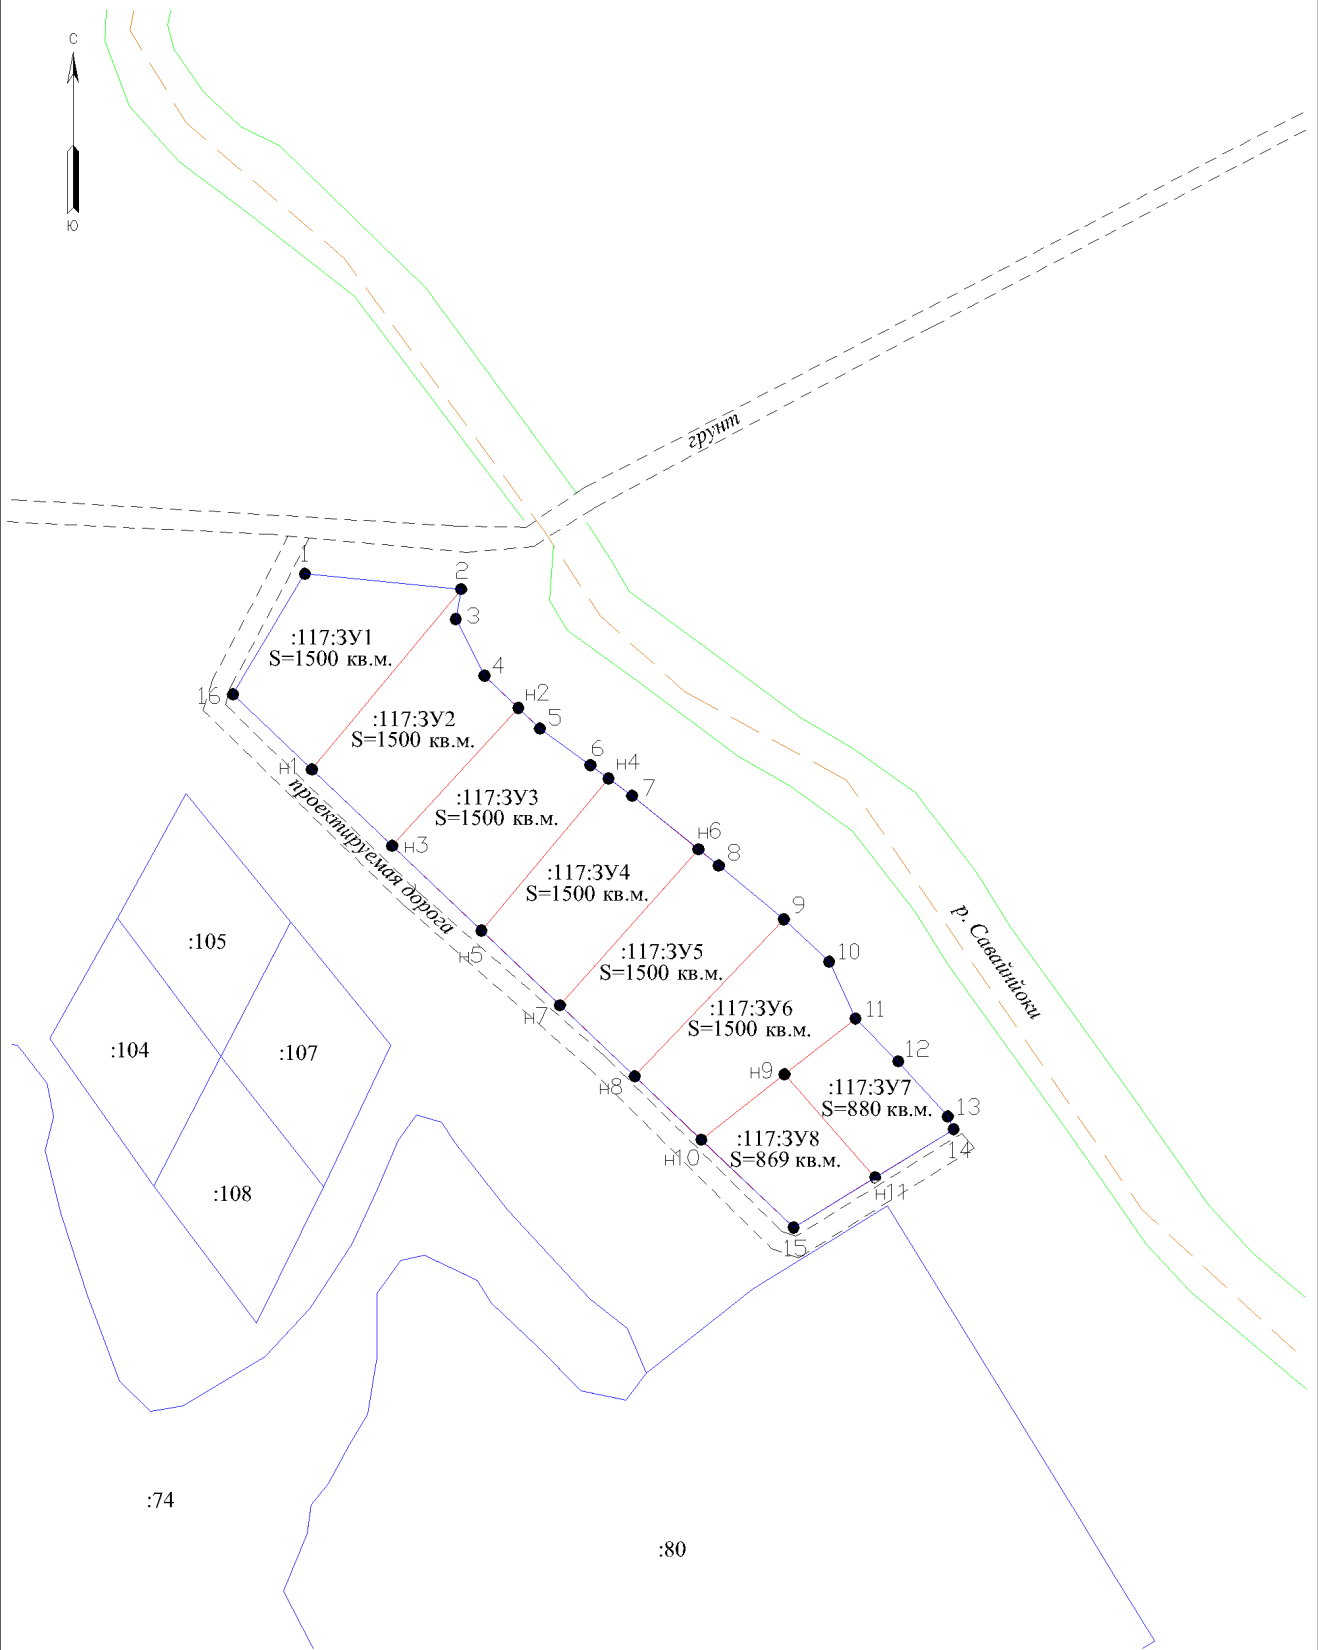 С
Ю
грунт
1
2
3
:117:ЗУ1
S=1500 кв.м.
4
16
н2
:117:ЗУ2
S=1500 кв.м.
5
6
н4
н1
7
проектируемая дорога
:117:ЗУ3
S=1500 кв.м.
н6
н3
8
:117:ЗУ4
S=1500 кв.м.
9
р. Савайнйоки
:105
10
н5
:117:ЗУ5
S=1500 кв.м.
11
н7
:117:ЗУ6
S=1500 кв.м.
:104
:107
12
н9
н8
:117:ЗУ7
S=880 кв.м.
13
14
:117:ЗУ8
S=869 кв.м.
н10
:108
н11
15
:74
:80